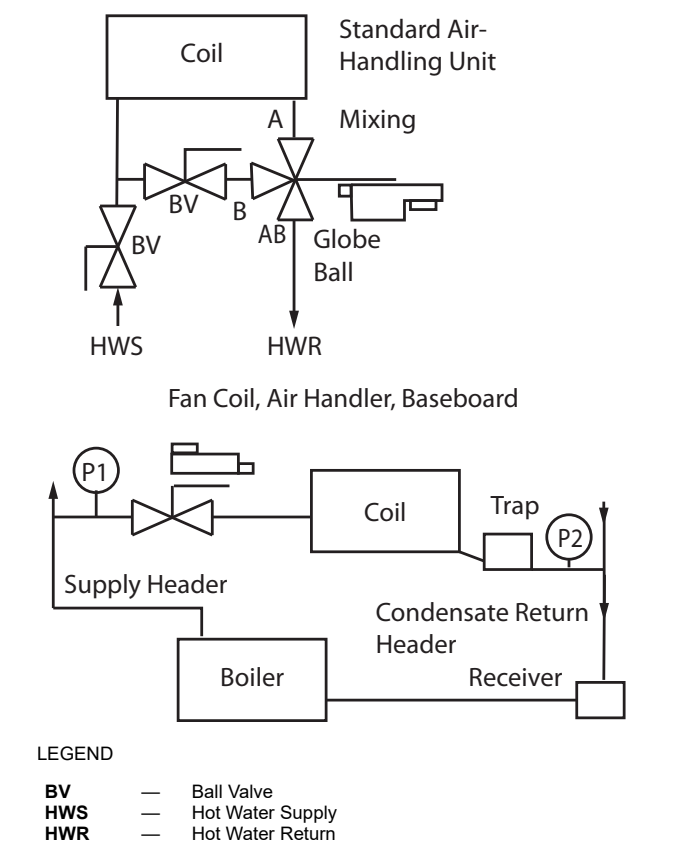 Coil
Standard Air-
Handling Unit
A
Mixing
BV
B
AB
BV
Globe
Ball
HWS
HWR
Fan Coil, Air Handler, Baseboard
P1
Coil
Trap
P2
Supply Header
Condensate Return
Header
Boiler
Receiver
LEGEND
BV — Ball Valve
HWS — Hot Water Supply
HWR — Hot Water Return